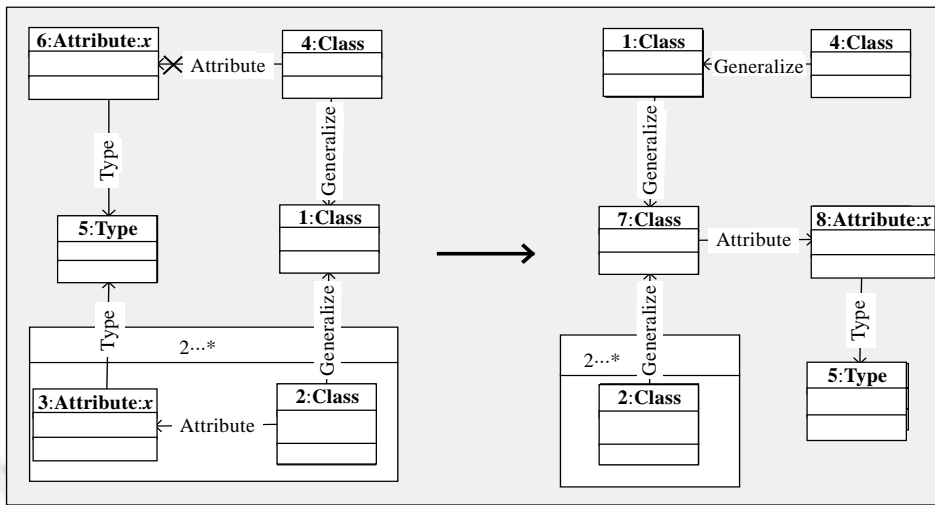 6:Attribute:x
Attribute
4:Class
Type
Generalize
5:Type
1:Class
Type
Generalize
2···*
3:Attribute:x
Attribute
2:Class
1:Class
Generalize
4:Class
Generalize
7:Class
Attribute
8:Attribute:x
Generalize
Type
2···*
2:Class
5:Type